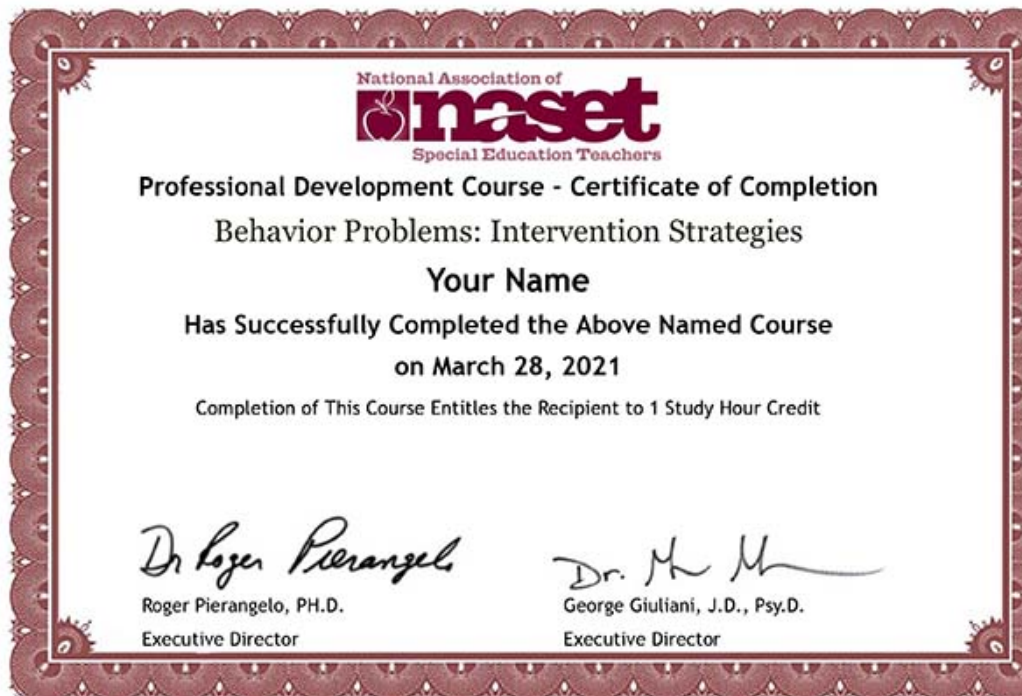 National Association of
naset
Special Education Teachers
Professional Development Course - Certificate of Completion
Behavior Problems: Intervention Strategies
Your Name
Has Successfully Completed the Above Named Course
on March 28, 2021
Completion of This Course Entitles the Recipient to 1 Study Hour Credit
Dr Roger Pierangelo
Dr.
Roger Pierangelo, PH.D.
George Giuliani, J.D., Psy.D.
Executive Director
Executive Director